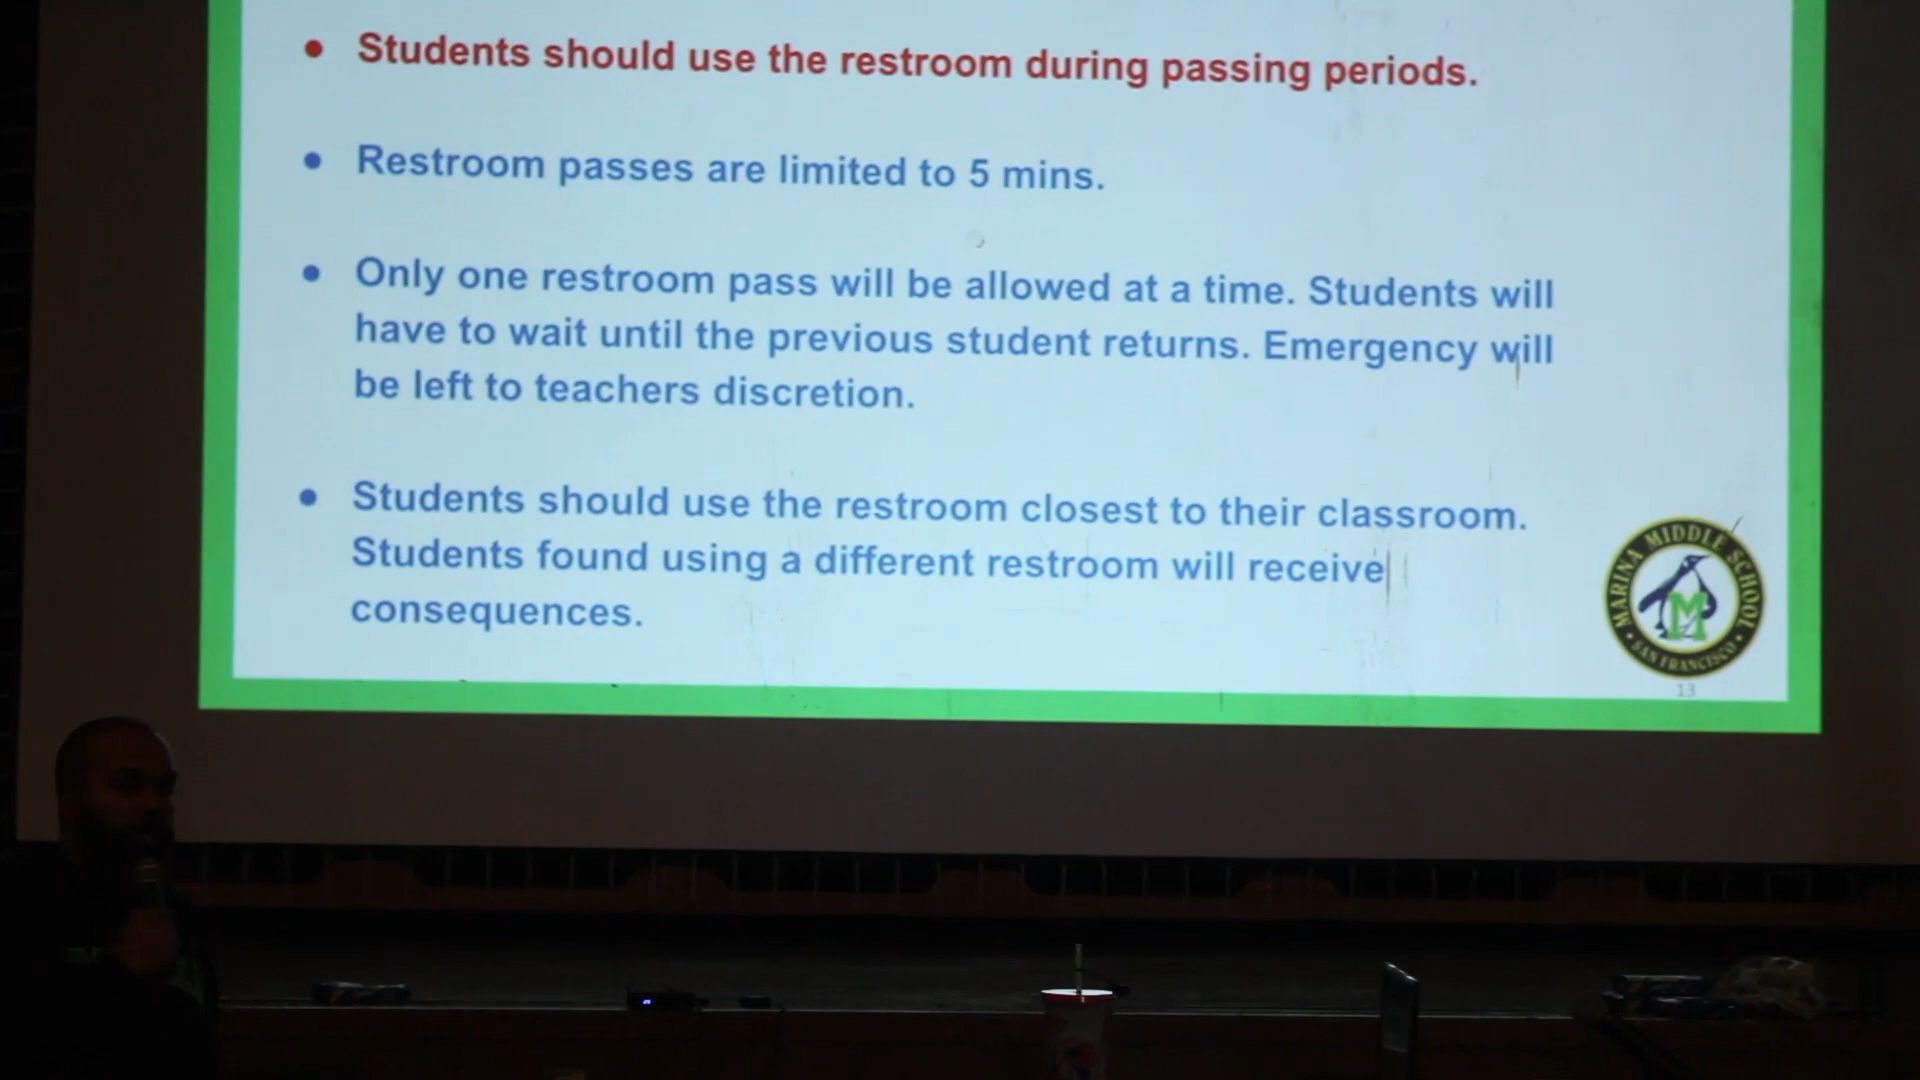 • Students should use the restroom during passing periods.
• Restroom passes are limited to 5 mins.
• Only one restroom pass will be allowed at a time. Students will
have to wait until the previous student returns. Emergency will
be left to teachers discretion.
• Students should use the restroom closest to their classroom.
Students found using a different restroom will receive
consequences.
MARINA MIDDLE SCHOOL
M
• SAN FRANCISCO •
13